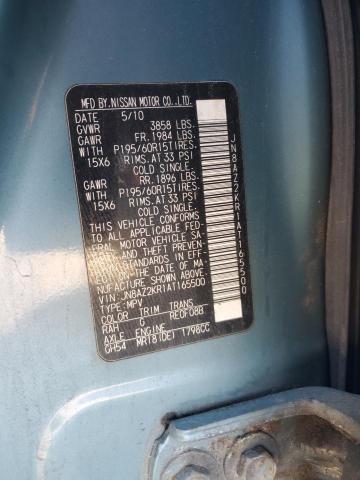 MFD.BY.NISSAN MOTOR CO.,LTD.
DATE 5/10
GVWR 3858 LBS.
GAWR FR.1984 LBS.
WITH P195/60R15TIRES.
15X6 RIMS.AT 33 PSI
COLD SINGLE.
GAWR RR.1896 LBS.
WITH P195/60R15TIRES.
15X6 RIMS.AT 33 PSI
COLD SINGLE.
THIS VEHICLE CONFORMS
TO ALL APPLICABLE FED-
ERAL MOTOR VEHICLE SA-
FETY
THEFT PREVENTION
STANDARDS IN EFF-
ECT ON THE DATE OF MA-
NUFACTURE SHOWN ABOVE.
VIN: JN8AZ2KR1AT165500
TYPE: MPV
COLOR TRIM TRANS
RAH G RE0F08B
AXLE ENGINE
GH54 MR18(DE) 1798CC
JN8AZ2KR1AT165500